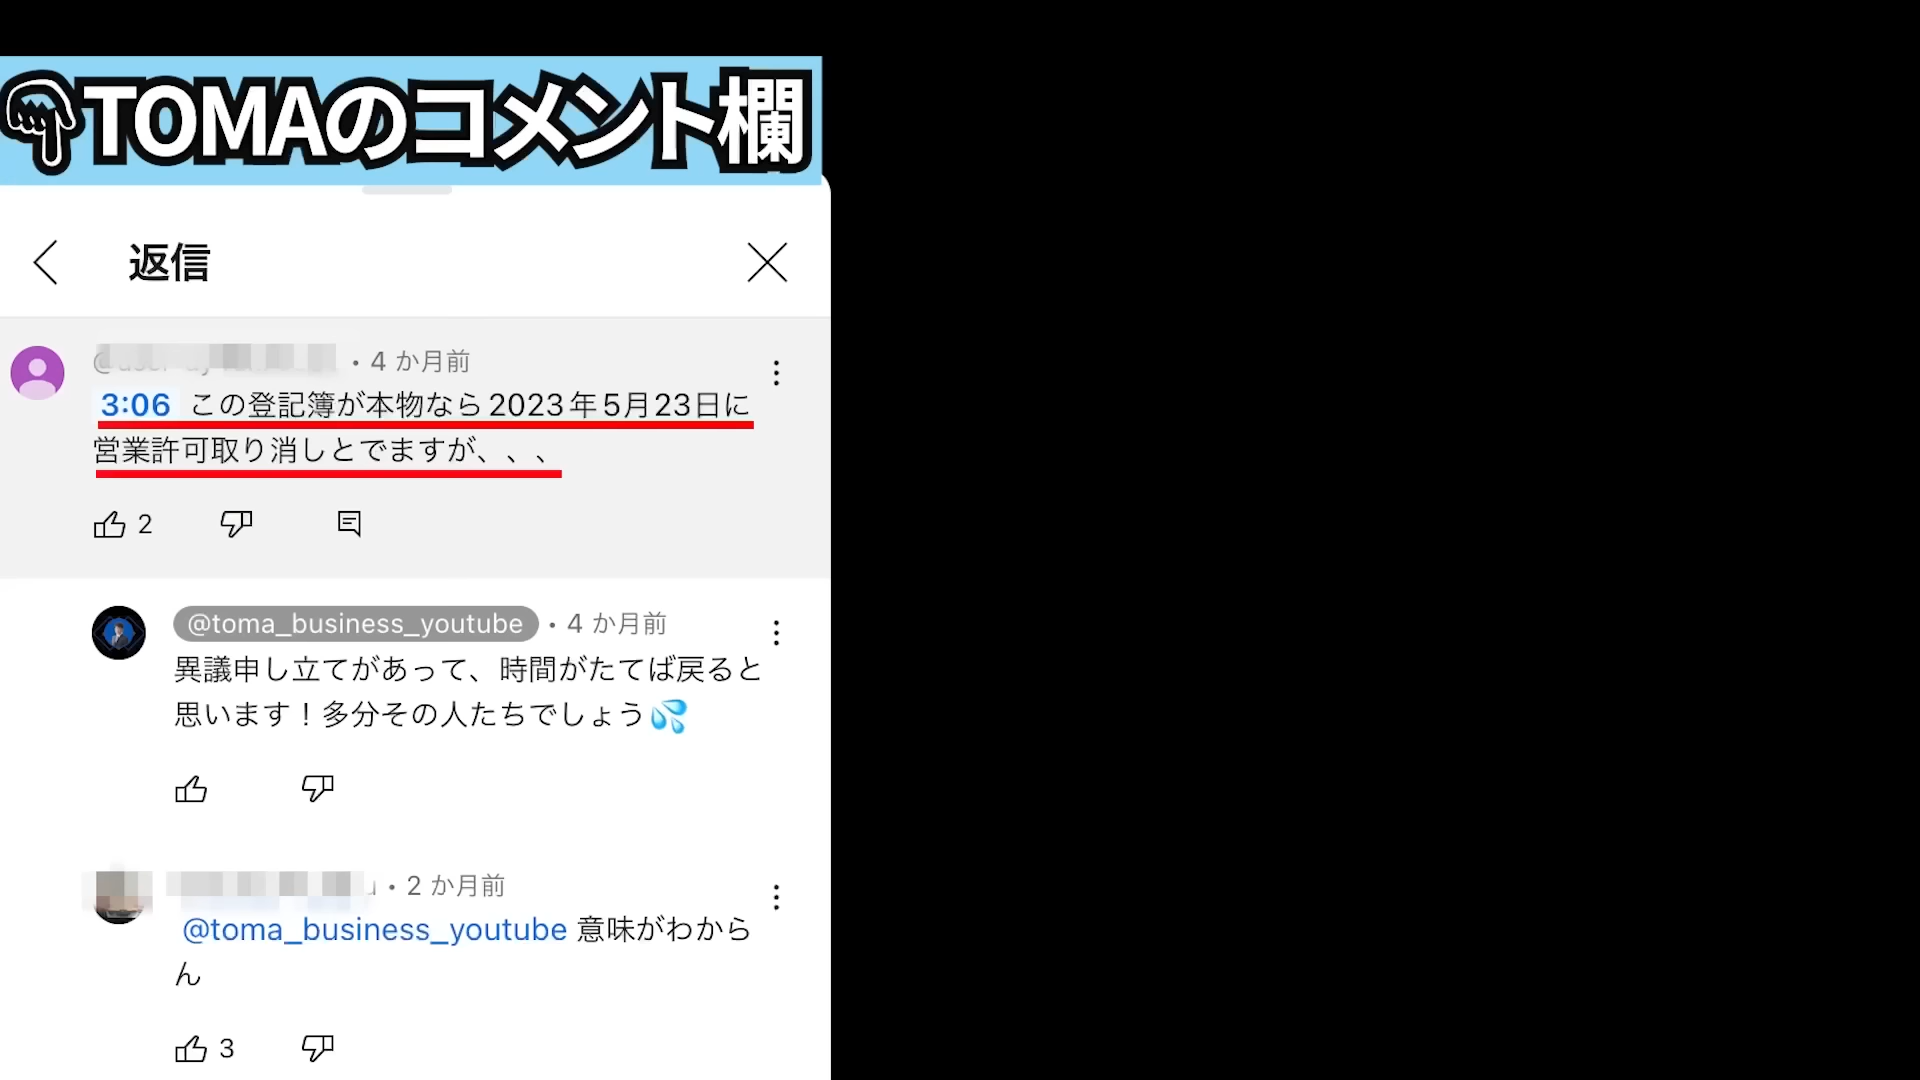 TOMAのコメント欄
返信
・4 か月前
3:06 この登記簿が本物なら2023年5月23日に
営業許可取り消しとでますが、、、
2
@toma_business_youtube ・4 か月前
異議申し立てがあって、時間がたてば戻ると
思います！多分その人たちでしょう💦
・2 か月前
@toma_business_youtube 意味がわから
ん
3